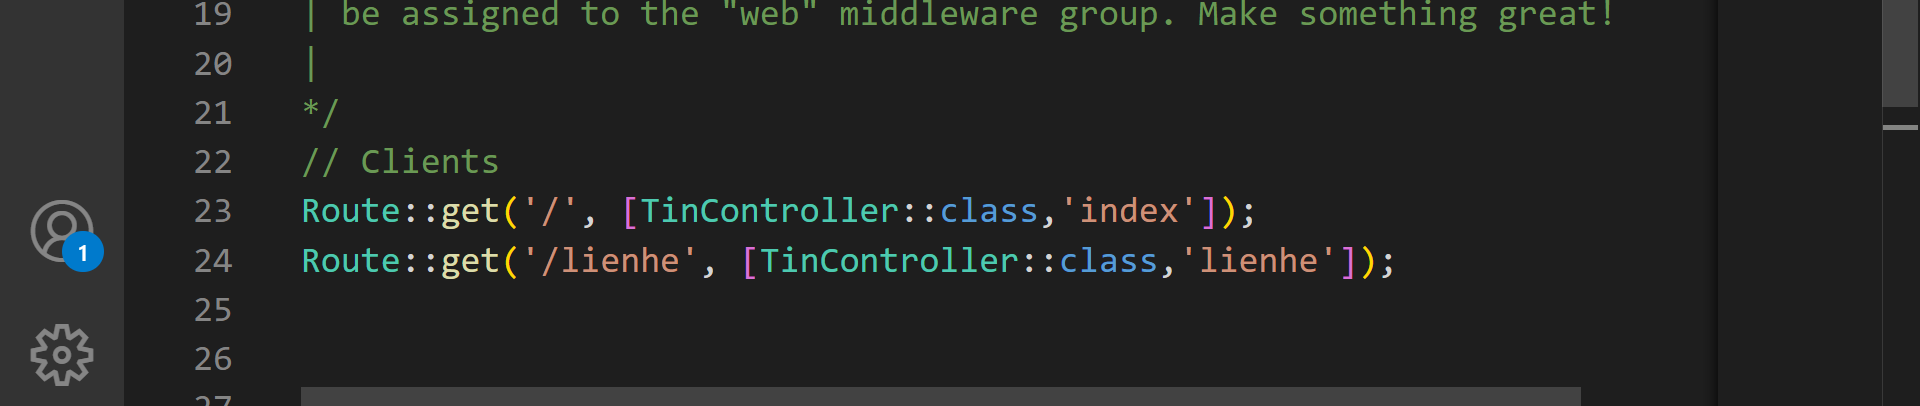 19 | be assigned to the "web" middleware group. Make something great!
20 |
21 */
22 // Clients
23 Route::get('/', [TinController::class,'index']);
24 Route::get('/lienhe', [TinController::class,'lienhe']);
25
1
26
27